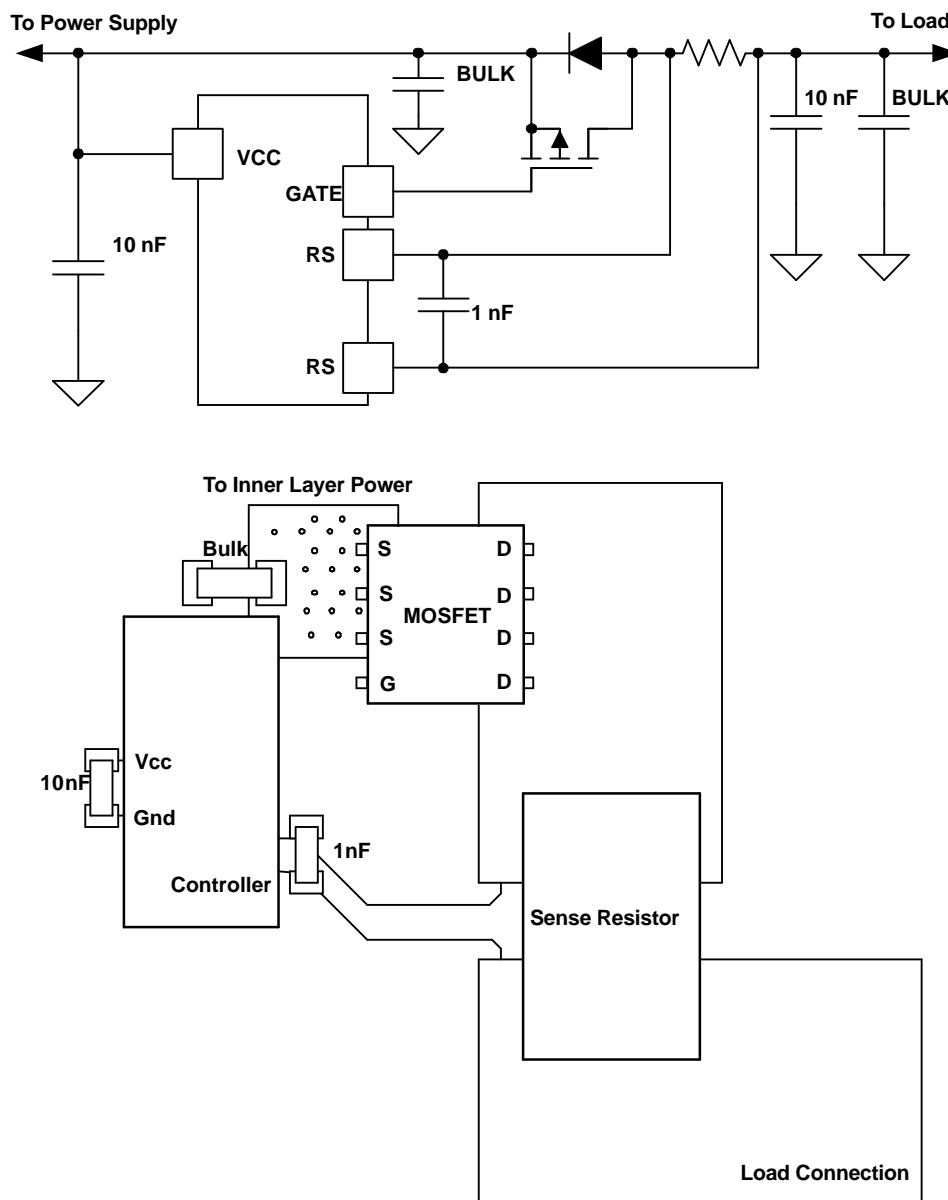 To Power Supply
To Load
BULK
10 nF
BULK
VCC
GATE
10 nF
RS
1 nF
RS
To Inner Layer Power
Bulk
S
D
S
D
MOSFET
S
D
G
D
Vcc
10nF
Gnd
1nF
Controller
Sense Resistor
Load Connection